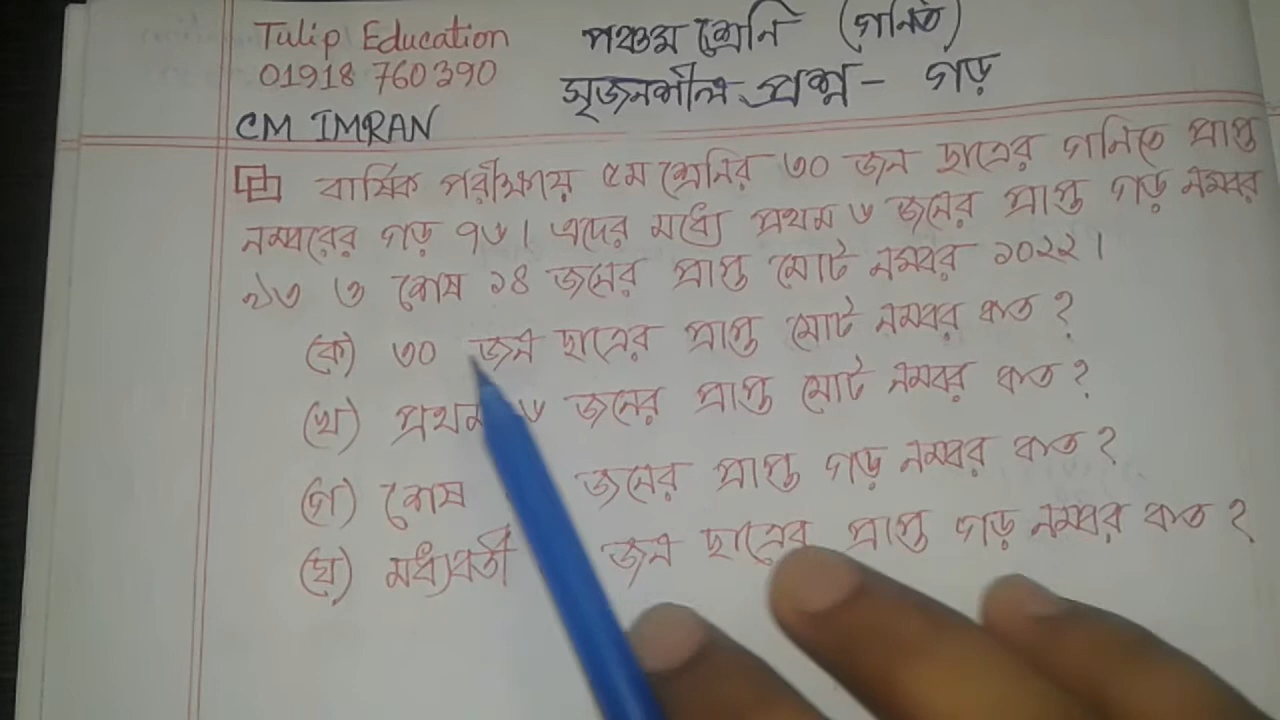 Tulip Education
01918 760390
CM IMRAN
পঞ্চম শ্রেনি (গনিত)
সৃজনশীল প্রশ্ন - গড়
বার্ষিক পরীক্ষায় ৫ম শ্রেনির ৩০ জন ছাত্রের গনিতে প্রাপ্ত
নম্বরের গড় ৭৬। এদের মধ্যে প্রথম ৬ জনের প্রাপ্ত গড় নম্বর
৯৩ ও শেষ ১৪ জনের প্রাপ্ত মোট নম্বর ১০২২।
(ক) ৩০ জন ছাত্রের প্রাপ্ত মোট নম্বর কত?
(খ) প্রথম ৬ জনের প্রাপ্ত মোট নম্বর কত?
(গ) শেষ জনের প্রাপ্ত গড় নম্বর কত?
(ঘ) মধ্যবর্তী জন ছাত্রের প্রাপ্ত গড় নম্বর কত?